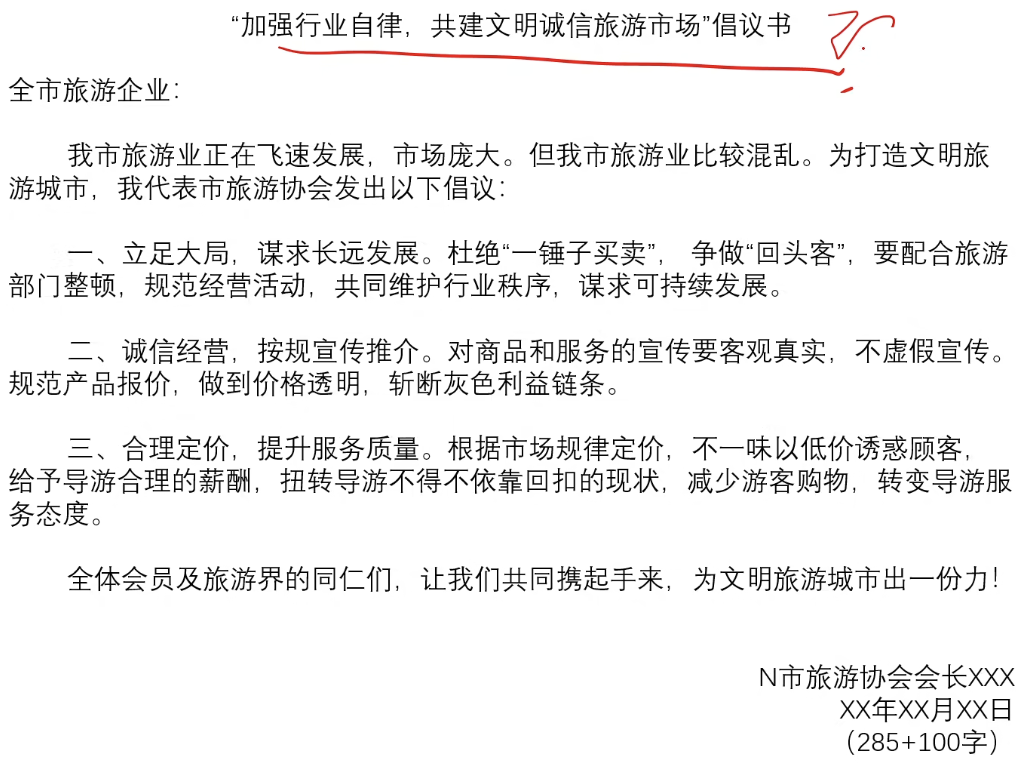 “加强行业自律，共建文明诚信旅游市场”倡议书
全市旅游企业：
我市旅游业正在飞速发展，市场庞大。但我市旅游业比较混乱。为打造文明旅
游城市，我代表市旅游协会发出以下倡议：
一、立足大局，谋求长远发展。杜绝“一锤子买卖”， 争做“回头客”，要配合旅游
部门整顿，规范经营活动，共同维护行业秩序，谋求可持续发展。
二、诚信经营，按规宣传推介。对商品和服务的宣传要客观真实，不虚假宣传。
规范产品报价，做到价格透明，斩断灰色利益链条。
三、合理定价，提升服务质量。根据市场规律定价，不一味以低价诱惑顾客，
给予导游合理的薪酬，扭转导游不得不依靠回扣的现状，减少游客购物，转变导游服
务态度。
全体会员及旅游界的同仁们，让我们共同携起手来，为文明旅游城市出一份力！
N市旅游协会会长XXX
XX年XX月XX日
（285+100字）